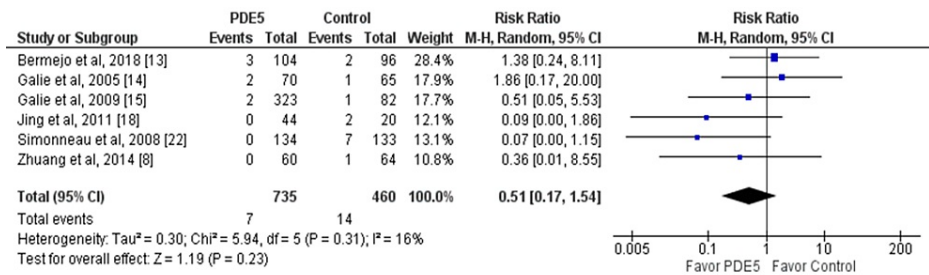 PDE5 Control Risk Ratio Risk Ratio
Study or Subgroup Events Total Events Total Weight M-H, Random, 95% CI M-H, Random, 95% CI
Bermejo et al, 2018 [13] 3 104 2 96 28.4% 1.38 [0.24, 8.11]
Galie et al, 2005 [14] 2 70 1 65 17.9% 1.86 [0.17, 20.00]
Galie et al, 2009 [15] 2 323 1 82 17.7% 0.51 [0.05, 5.53]
Jing et al, 2011 [18] 0 44 2 20 12.1% 0.09 [0.00, 1.86]
Simonneau et al, 2008 [22] 0 134 7 133 13.1% 0.07 [0.00, 1.15]
Zhuang et al, 2014 [8] 0 60 1 64 10.8% 0.36 [0.01, 8.55]
Total (95% CI) 735 460 100.0% 0.51 [0.17, 1.54]
Total events 7 14
Heterogeneity: Tau² = 0.30; Chi² = 5.94, df = 5 (P = 0.31); I² = 16%
Test for overall effect: Z = 1.19 (P = 0.23)
0.005 0.1 1 10 200
Favor PDE5 Favor Control